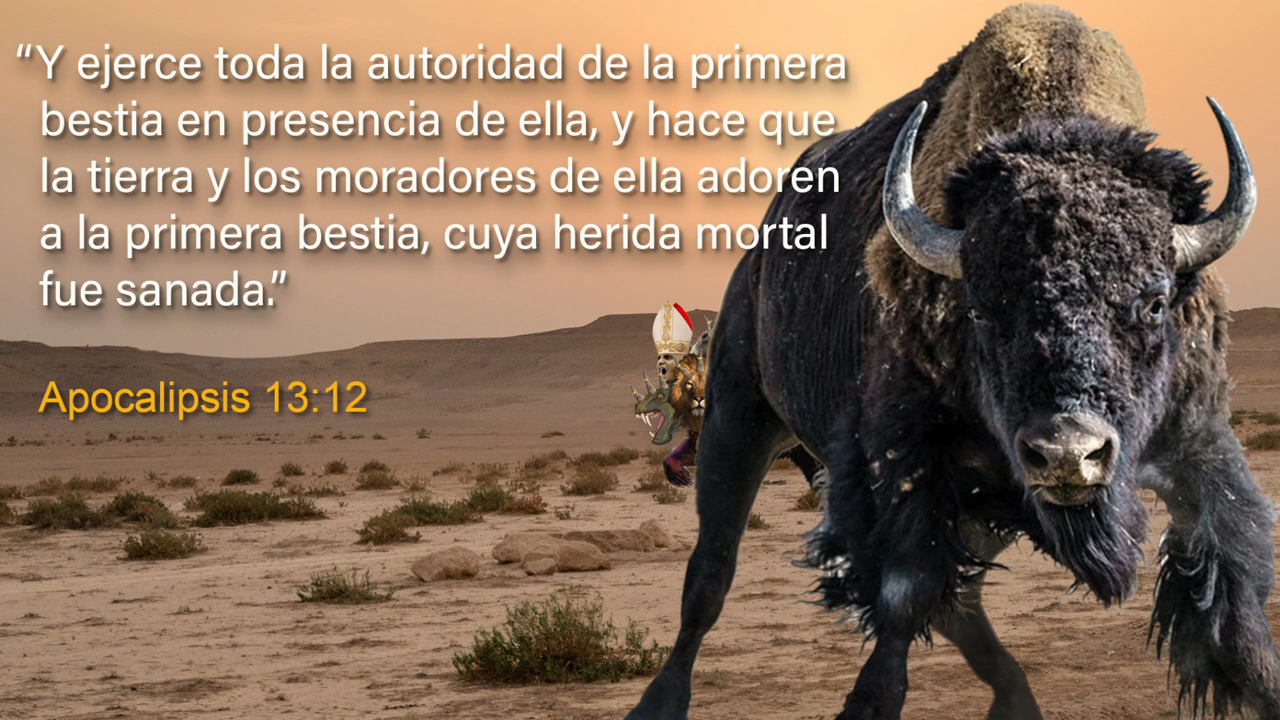 “Y ejerce toda la autoridad de la primera
bestia en presencia de ella, y hace que
la tierra y los moradores de ella adoren
a la primera bestia, cuya herida mortal
fue sanada.”
Apocalipsis 13:12